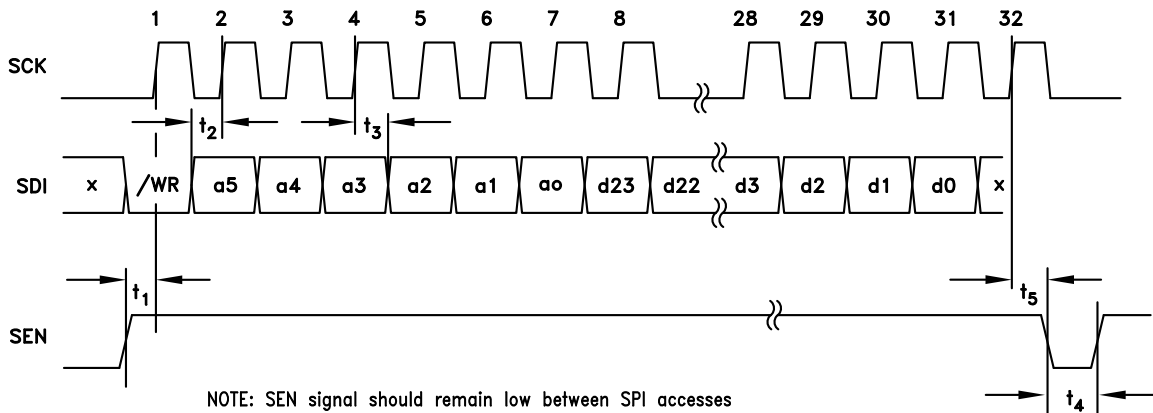 1 2 3 4 5 6 7 8 28 29 30 31 32
SCK
t2 t3
SDI x /WR a5 a4 a3 a2 a1 ao d23 d22 d3 d2 d1 d0 x
t1 t5
SEN
NOTE: SEN signal should remain low between SPI accesses
t4